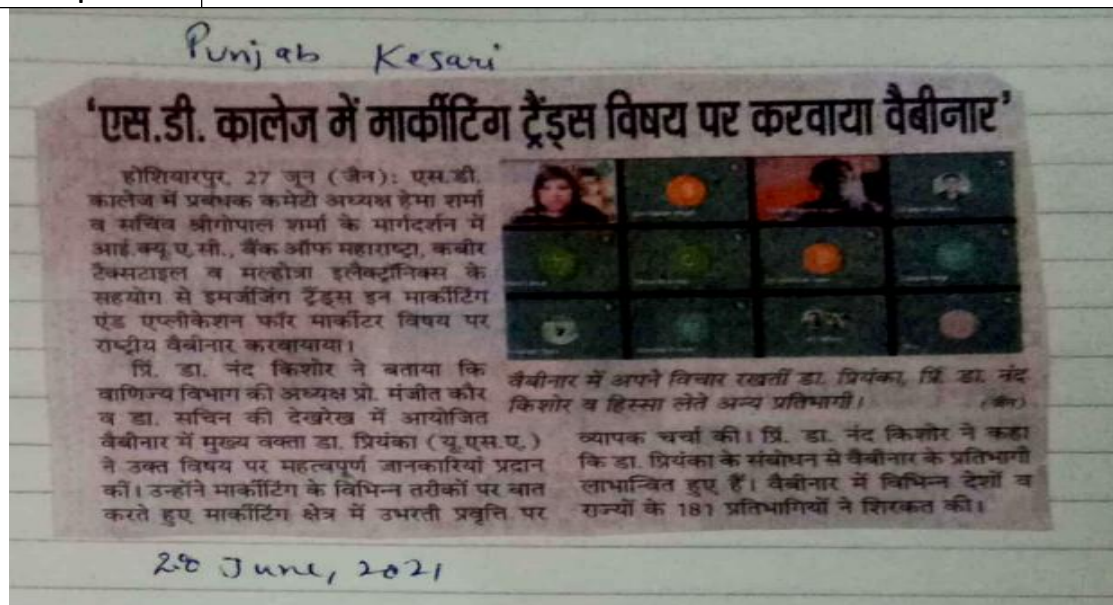 Punjab Kesari
'एस.डी. कालेज में मार्कीटिंग ट्रैंड्स विषय पर करवाया वैबीनार'
होशियारपुर, 27 जून (जैन): एस.डी.
कालेज में प्रबंधक कमेटी अध्यक्ष हेमा शर्मा
व सचिव श्रीगोपाल शर्मा के मार्गदर्शन में
आई.क्यू.ए.सी., बैंक ऑफ महाराष्ट्रा, कबीर
टैक्सटाइल व मल्होत्रा इलैक्ट्रॉनिक्स के
सहयोग से इमर्जिंग ट्रैंड्स इन मार्कीटिंग
एंड एप्लीकेशन फॉर मार्कीटर विषय पर
राष्ट्रीय वैबीनार करवायाया।
प्रिं. डा. नंद किशोर ने बताया कि
वाणिज्य विभाग की अध्यक्ष प्रो. मंजीत कौर
व डा. सचिन की देखरेख में आयोजित
वैबीनार में मुख्य वक्ता डा. प्रियंका (यू.एस.ए.)
ने उक्त विषय पर महत्वपूर्ण जानकारियां प्रदान
कीं। उन्होंने मार्कीटिंग के विभिन्न तरीकों पर बात
करते हुए मार्कीटिंग क्षेत्र में उभरती प्रवृत्ति पर
वैबीनार में अपने विचार रखतीं डा. प्रियंका, प्रिं. डा. नंद
किशोर व हिस्सा लेते अन्य प्रतिभागी। (जैन)
व्यापक चर्चा की। प्रिं. डा. नंद किशोर ने कहा
कि डा. प्रियंका के संबोधन से वैबीनार के प्रतिभागी
लाभान्वित हुए हैं। वैबीनार में विभिन्न देशों व
राज्यों के 181 प्रतिभागियों ने शिरकत की।
28 June, 2021